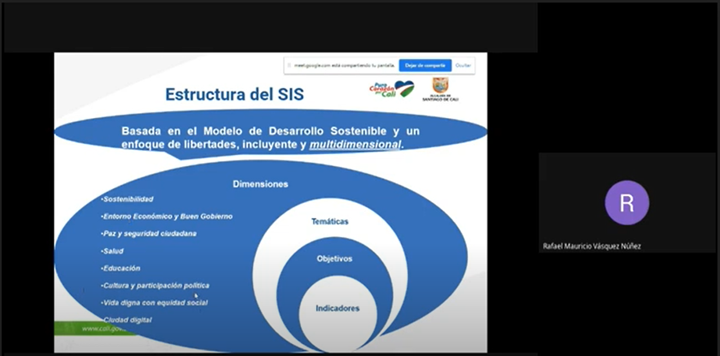 meet.google.com está compartiendo tu pantalla.
Dejar de compartir
Ocultar
Puro
Corazón
por
Cali
ALCALDÍA DE
SANTIAGO DE CALI
Estructura del SIS
Basada en el Modelo de Desarrollo Sostenible y un
enfoque de libertades, incluyente y multidimensional.
Dimensiones
•Sostenibilidad
•Entorno Económico y Buen Gobierno
•Paz y seguridad ciudadana
•Salud
•Educación
•Cultura y participación política
•Vida digna con equidad social
•Ciudad digital
Temáticas
Objetivos
Indicadores
www.cali.gov
R
Rafael Mauricio Vásquez Núñez